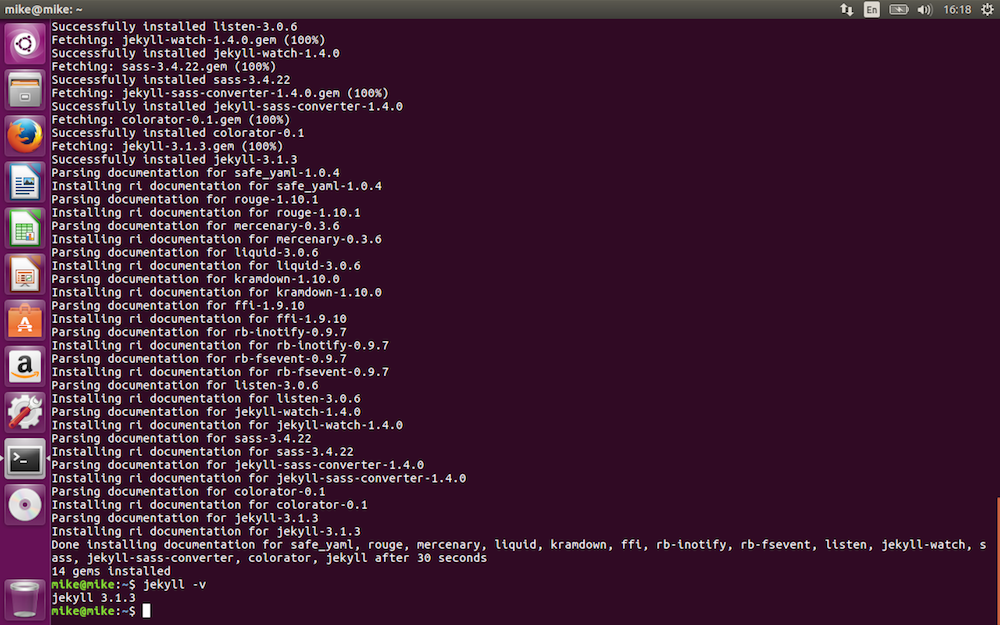 mike@mike: ~
En
16:18
Successfully installed listen-3.0.6
Fetching: jekyll-watch-1.4.0.gem (100%)
Successfully installed jekyll-watch-1.4.0
Fetching: sass-3.4.22.gem (100%)
Successfully installed sass-3.4.22
Fetching: jekyll-sass-converter-1.4.0.gem (100%)
Successfully installed jekyll-sass-converter-1.4.0
Fetching: colorator-0.1.gem (100%)
Successfully installed colorator-0.1
Fetching: jekyll-3.1.3.gem (100%)
Successfully installed jekyll-3.1.3
Parsing documentation for safe_yaml-1.0.4
Installing ri documentation for safe_yaml-1.0.4
Parsing documentation for rouge-1.10.1
Installing ri documentation for rouge-1.10.1
Parsing documentation for mercenary-0.3.6
Installing ri documentation for mercenary-0.3.6
Parsing documentation for liquid-3.0.6
Installing ri documentation for liquid-3.0.6
Parsing documentation for kramdown-1.10.0
Installing ri documentation for kramdown-1.10.0
Parsing documentation for ffi-1.9.10
Installing ri documentation for ffi-1.9.10
Parsing documentation for rb-inotify-0.9.7
Installing ri documentation for rb-inotify-0.9.7
Parsing documentation for rb-fsevent-0.9.7
Installing ri documentation for rb-fsevent-0.9.7
Parsing documentation for listen-3.0.6
Installing ri documentation for listen-3.0.6
Parsing documentation for jekyll-watch-1.4.0
Installing ri documentation for jekyll-watch-1.4.0
Parsing documentation for sass-3.4.22
Installing ri documentation for sass-3.4.22
Parsing documentation for jekyll-sass-converter-1.4.0
Installing ri documentation for jekyll-sass-converter-1.4.0
Parsing documentation for colorator-0.1
Installing ri documentation for colorator-0.1
Parsing documentation for jekyll-3.1.3
Installing ri documentation for jekyll-3.1.3
Done installing documentation for safe_yaml, rouge, mercenary, liquid, kramdown, ffi, rb-inotify, rb-fsevent, listen, jekyll-watch, s
ass, jekyll-sass-converter, colorator, jekyll after 30 seconds
14 gems installed
mike@mike:~$ jekyll -v
jekyll 3.1.3
mike@mike:~$